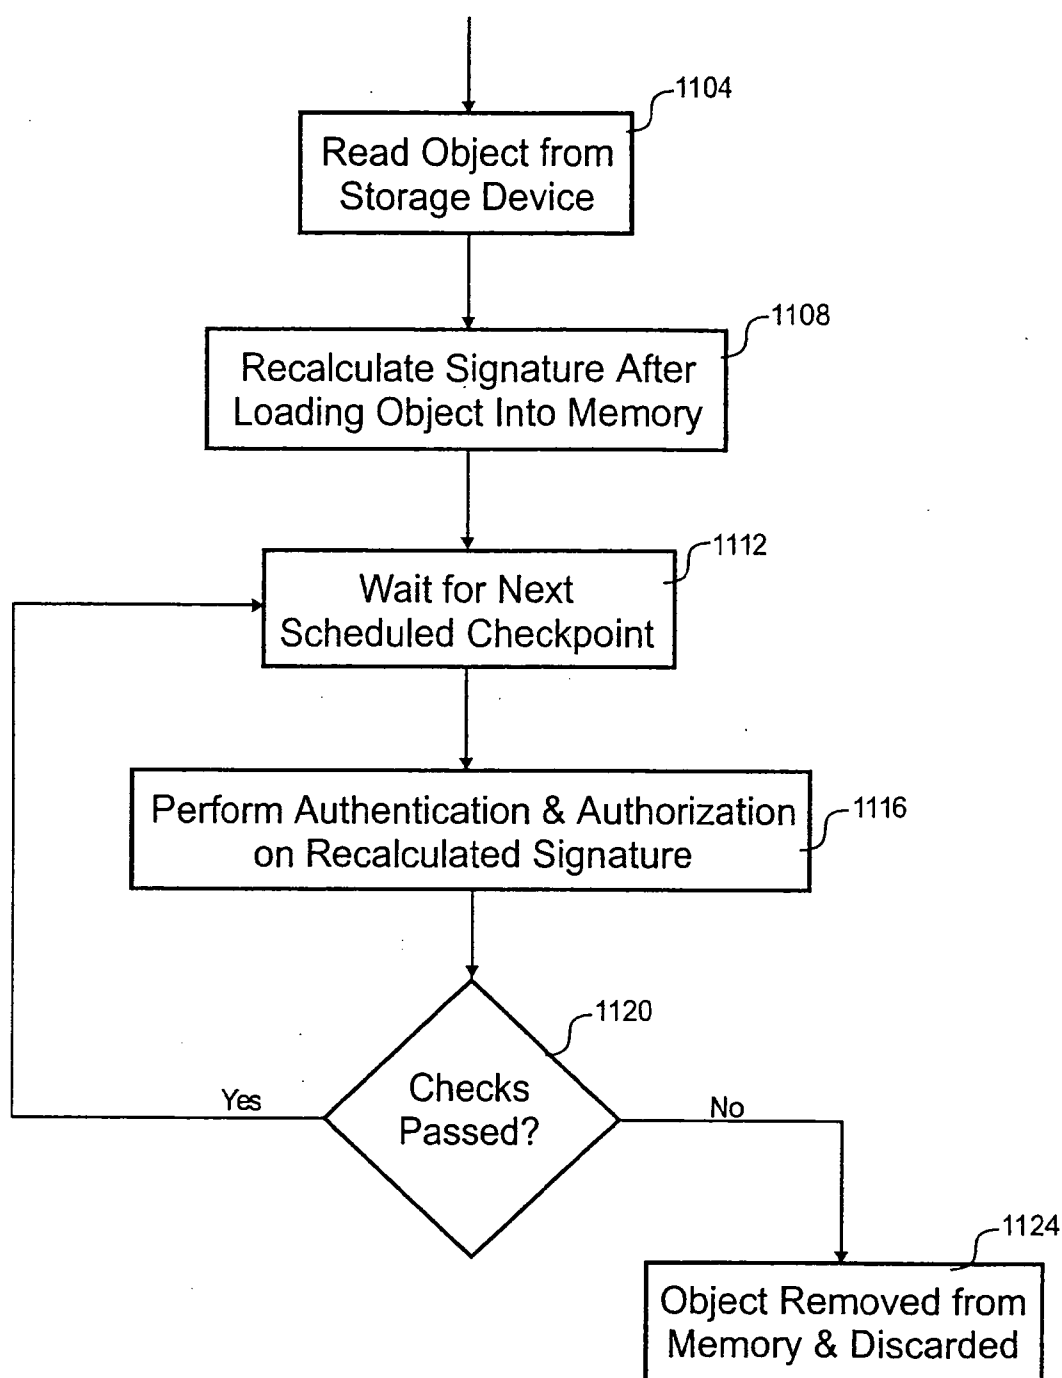 1104
Read Object from
Storage Device
1108
Recalculate Signature After
Loading Object Into Memory
1112
Wait for Next
Scheduled Checkpoint
1116
Perform Authentication & Authorization
on Recalculated Signature
1120
Checks
Passed?
Yes
No
1124
Object Removed from
Memory & Discarded